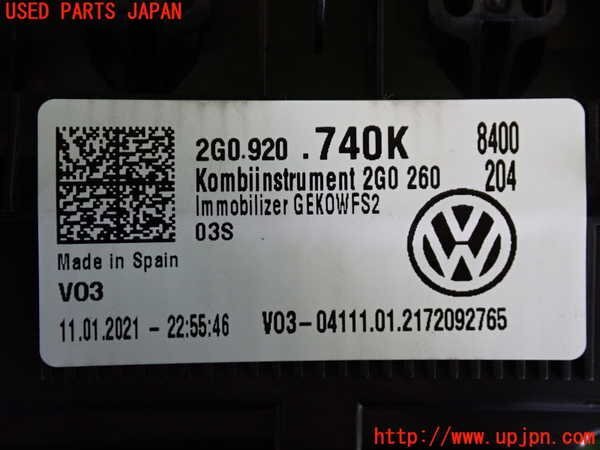 USED PARTS JAPAN
2G0.920 .740K 8400
Kombiinstrument 2G0 260 204
Immobilizer GEKOWFS2
03S
Made in Spain
V03
11.01.2021 - 22:55:46 V03-04111.01.2172092765
http://www.upjpn.com/